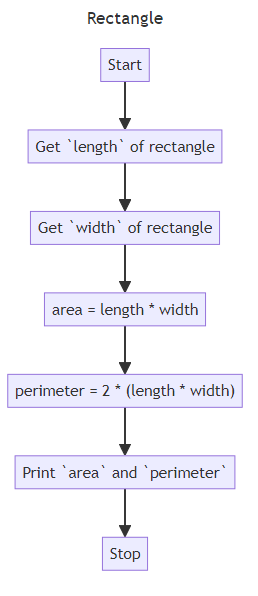 Rectangle
Start
Get `length` of rectangle
Get `width` of rectangle
area = length * width
perimeter = 2 * (length * width)
Print `area` and `perimeter`
Stop